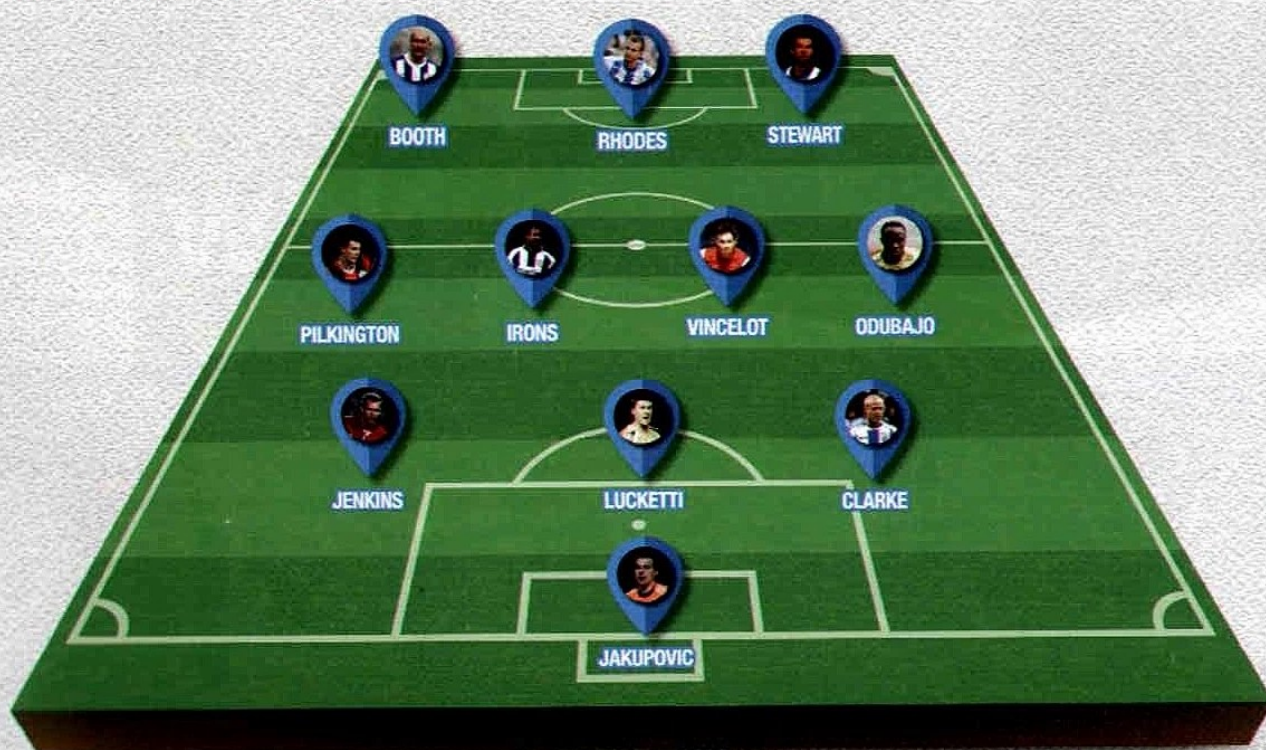 BOOTH
RHODES
STEWART
PILKINGTON
IRONS
VINCELOT
ODUBAJO
JENKINS
LUCKETTI
CLARKE
JAKUPOVIC